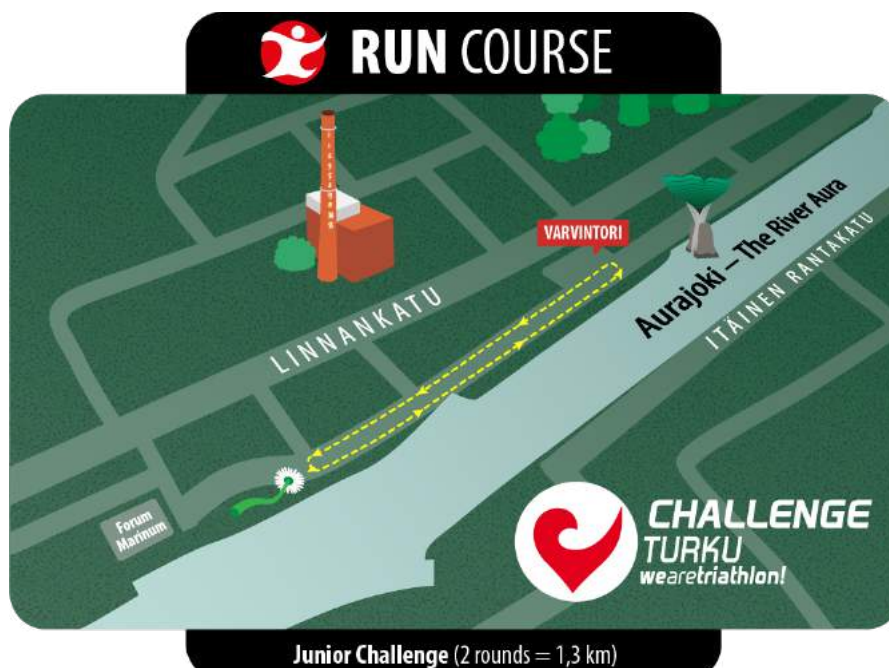 RUN COURSE
VARVINTORI
Aurajoki – The River Aura
ITÄINEN RANTAKATU
LINNANKATU
Forum
Marinum
CHALLENGE
TURKU
wearetriathlon!
Junior Challenge (2 rounds = 1,3 km)